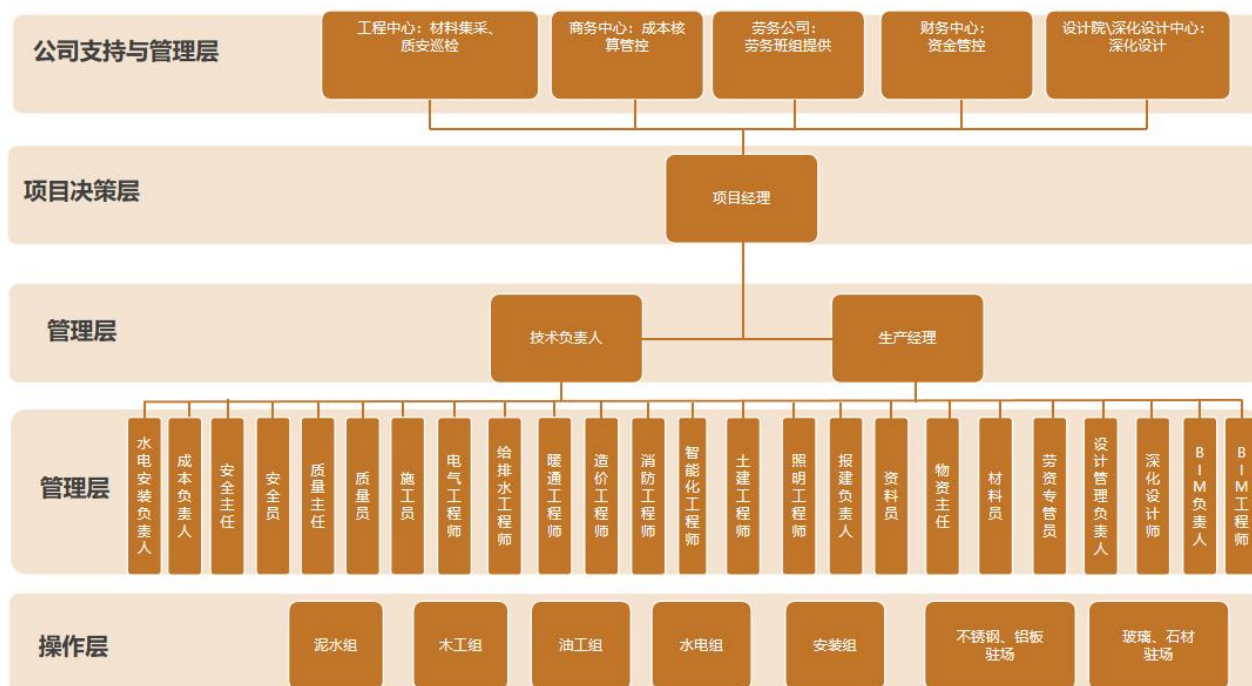 公司支持与管理层
工程中心：材料集采、
质安巡检
商务中心：成本核
算管控
劳务公司：
劳务班组提供
财务中心：
资金管控
设计院\深化设计中心：
深化设计
项目决策层
项目经理
管理层
技术负责人
生产经理
管理层
水电安装负责人
成本负责人
安全主任
安全员
质量主任
质量员
施工员
电气工程师
给排水工程师
暖通工程师
造价工程师
消防工程师
智能化工程师
土建工程师
照明工程师
报建负责人
资料员
物资主任
材料员
劳资专管员
设计管理负责人
深化设计师
BIM负责人
BIM工程师
操作层
泥水组
木工组
油工组
水电组
安装组
不锈钢、铝板
驻场
玻璃、石材
驻场